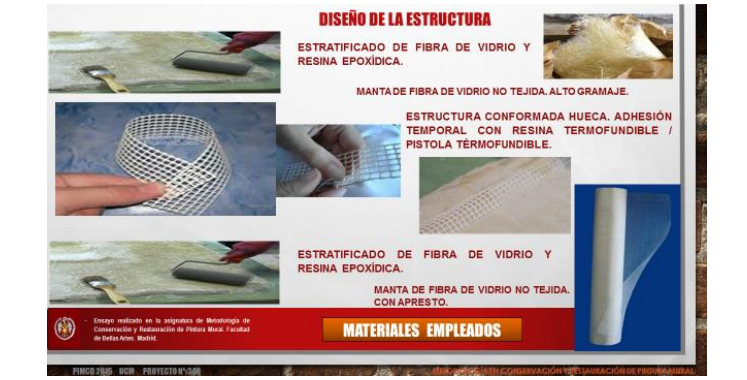 DISEÑO DE LA ESTRUCTURA
ESTRATIFICADO DE FIBRA DE VIDRIO Y
RESINA EPOXÍDICA.
MANTA DE FIBRA DE VIDRIO NO TEJIDA. ALTO GRAMAJE.
ESTRUCTURA CONFORMADA HUECA. ADHESIÓN
TEMPORAL CON RESINA TERMOFUNDIBLE /
PISTOLA TÉRMOFUNDIBLE.
ESTRATIFICADO DE FIBRA DE VIDRIO Y
RESINA EPOXÍDICA.
MANTA DE FIBRA DE VIDRIO NO TEJIDA.
CON APRESTO.
- Ensayo realizado en la asignatura de Metodología de
Conservación y Restauración de Pintura Mural. Facultad
de Bellas Artes. Madrid.
MATERIALES EMPLEADOS
PIMCD 2015 UCM PROYECTO Nº:340
CONSERVACIÓN Y RESTAURACIÓN DE PINTURA MURAL